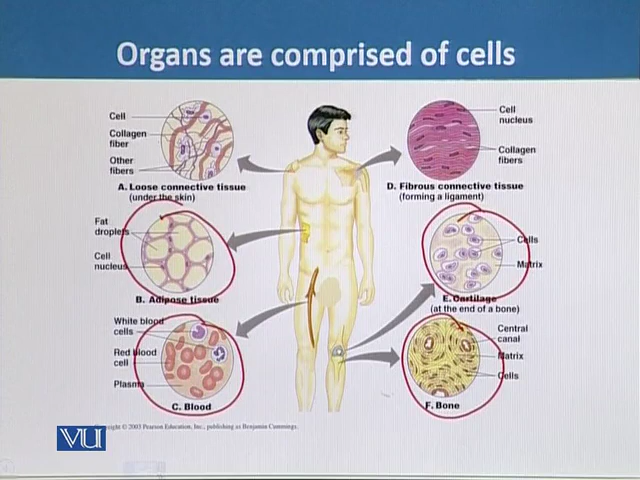 Organs are comprised of cells
Cell
Collagen
fiber
Other
fibers
A. Loose connective tissue
(under the skin)
Cell
nucleus
Collagen
fibers
D. Fibrous connective tissue
(forming a ligament)
Fat
droplets
Cell
nucleus
B. Adipose tissue
Cells
Matrix
E. Cartilage
(at the end of a bone)
White blood
cells
Red blood
cell
Plasma
C. Blood
Central
canal
Matrix
Cells
F. Bone
right © 2003 Pearson Education, Inc., publishing as Benjamin Cummings.
VU